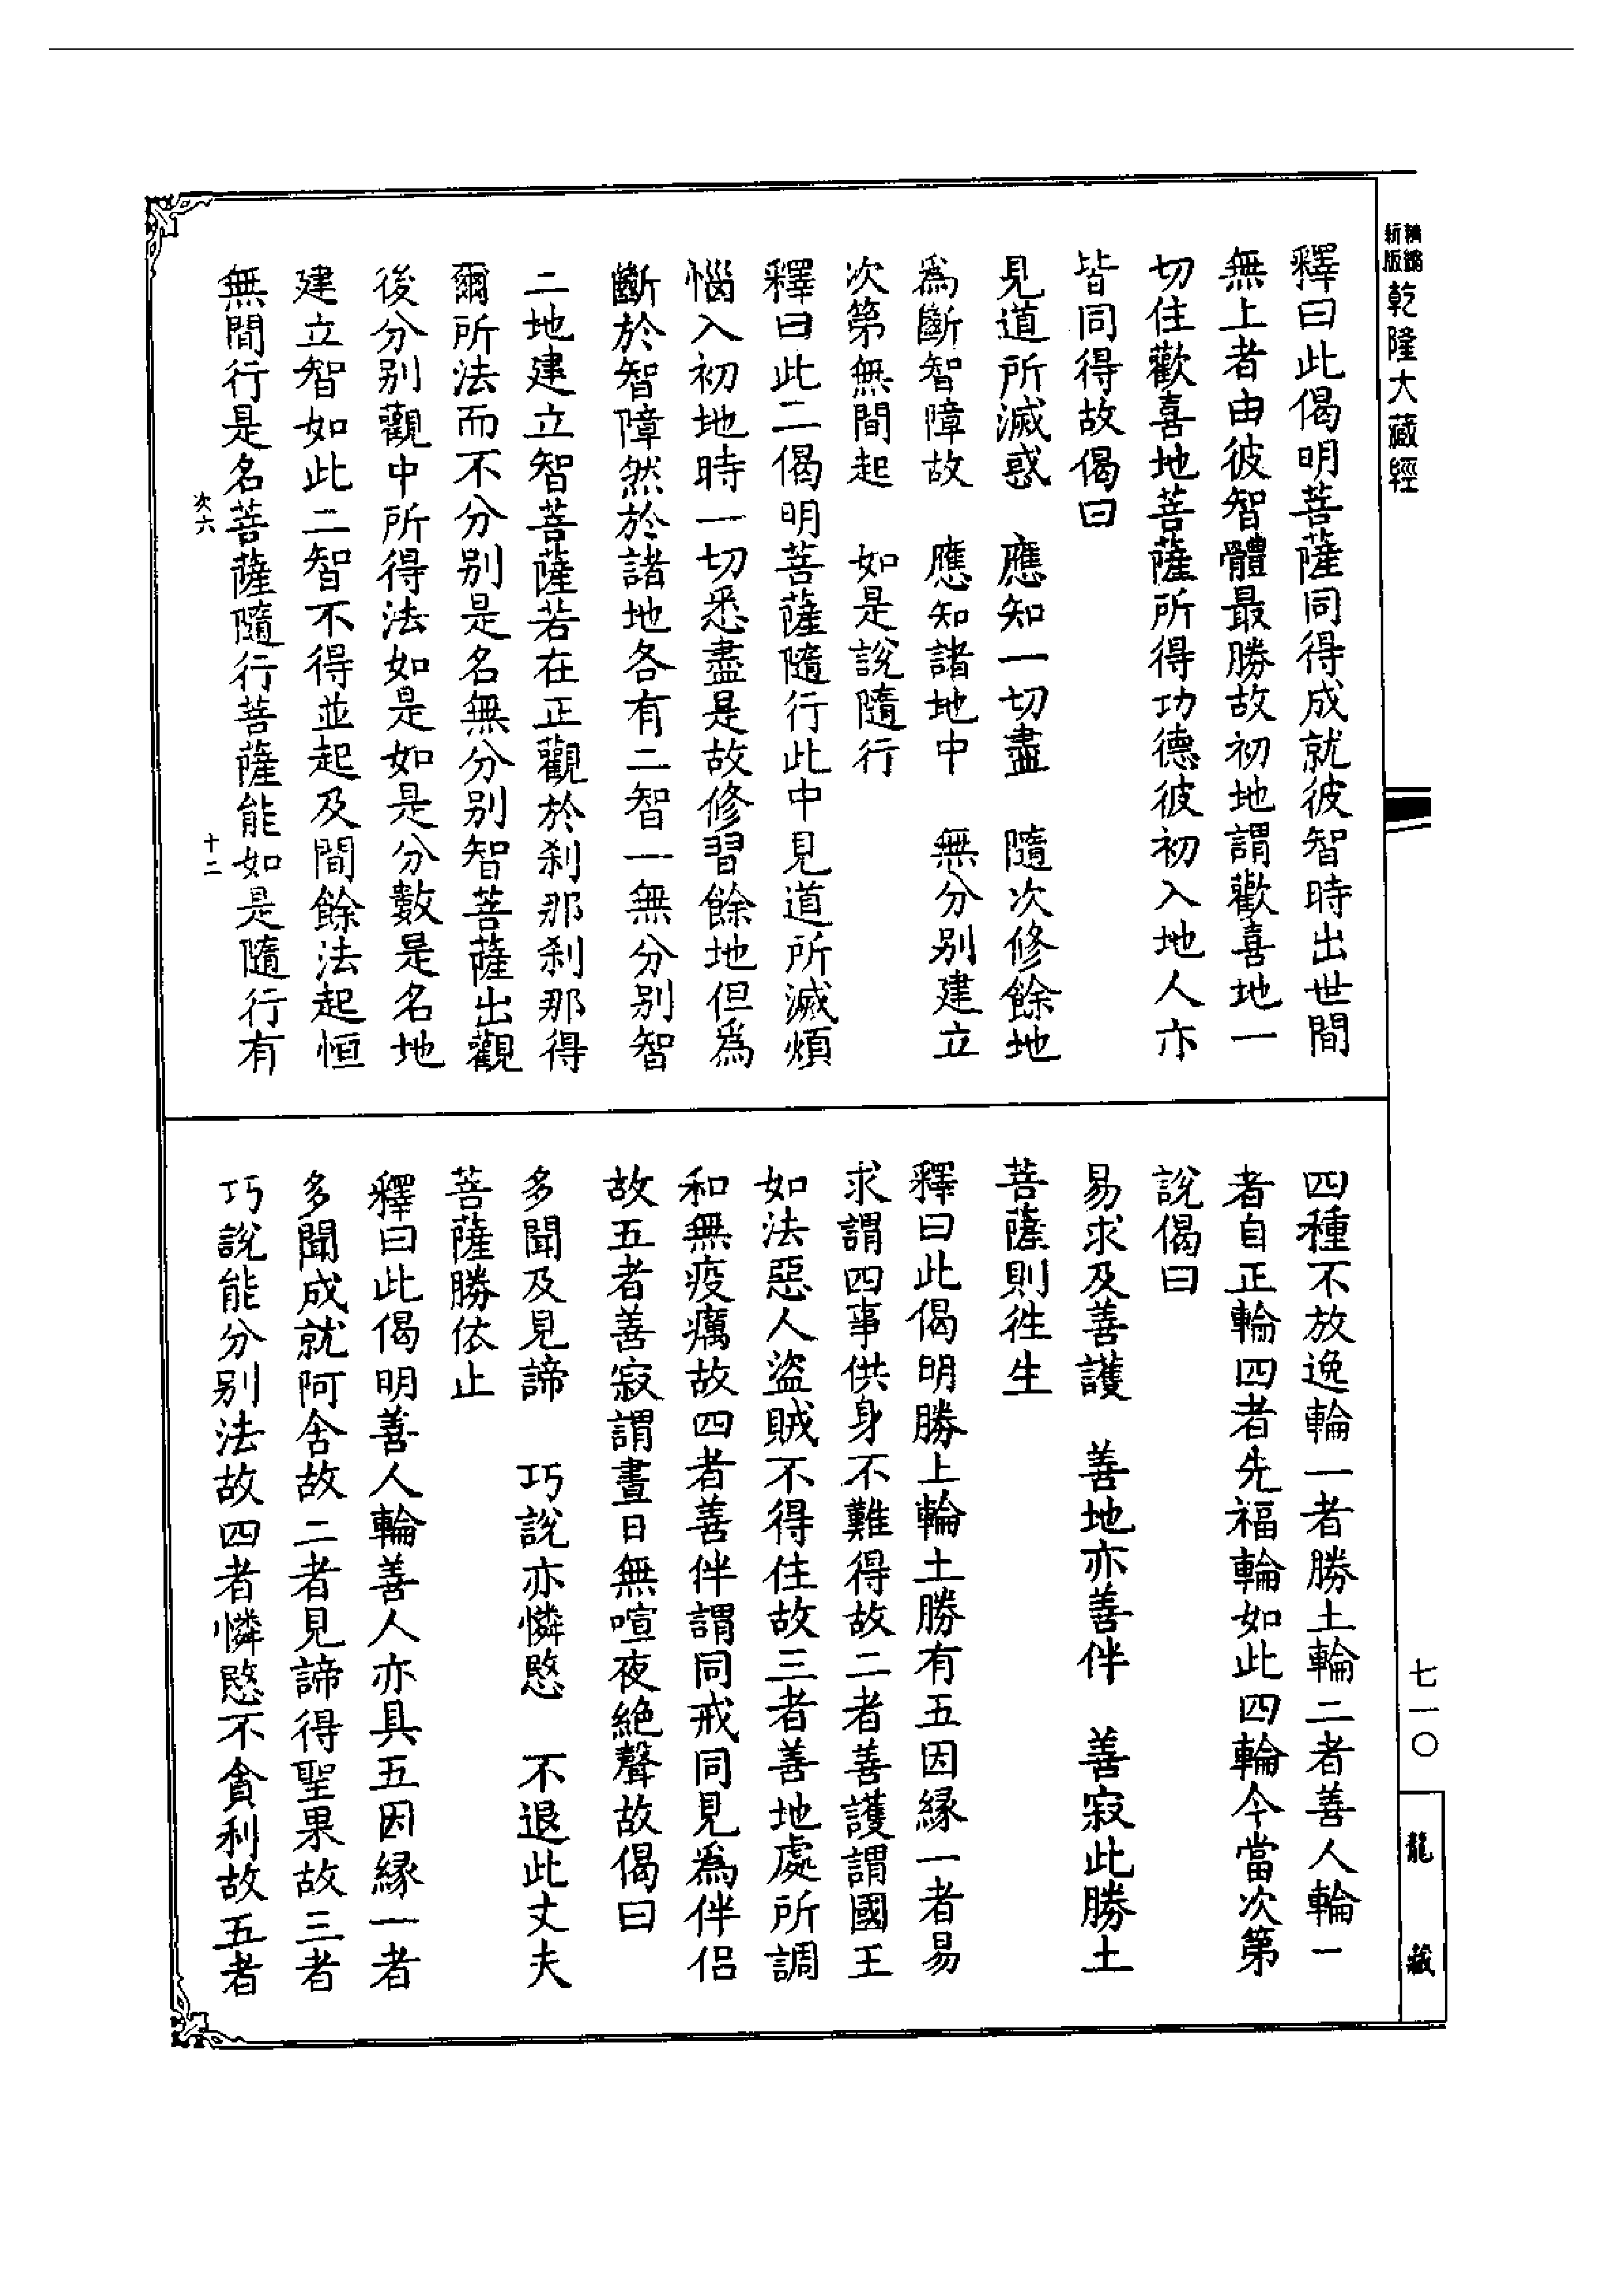 新版
乾隆大藏經
釋曰此偈明菩薩同得成就彼智時出世間
無上者由彼智體最勝故初地謂歡喜地一
切住歡喜地菩薩所得功德彼初入地人亦
皆同得故偈曰
見道所滅惑　應知一切盡　隨次修餘地
爲斷智障故　應知諸地中　無分别建立
次第無間起　如是說隨行
釋曰此二偈明菩薩隨行此中見道所滅煩
惱入初地時一切悉盡是故修習餘地但爲
斷於智障然於諸地各有二智一無分别智
二地建立智菩薩若在正觀於刹那刹那得
爾所法而不分别是名無分别智菩薩出觀
後分别觀中所得法如是如是分數是名地
建立智如此二智不得並起及間餘法起恒
無間行是名菩薩隨行菩薩能如是隨行有
次六
十二
四種不放逸輪一者勝土輪二者善人輪一
者自正輪四者先福輪如此四輪今當次第
說偈曰
易求及善護　善地亦善伴　善寂此勝土
菩薩則徃生
釋曰此偈明勝上輪土勝有五因緣一者易
求謂四事供身不難得故二者善護謂國王
如法惡人盜賊不得住故三者善地處所調
和無疫癘故四者善伴謂同戒同見爲伴侣
故五者善寂謂晝日無喧夜絶聲故偈曰
多聞及見諦　巧說亦憐愍　不退此丈夫
菩薩勝依止
釋曰此偈明善人輪善人亦具五因緣一者
多聞成就阿含故二者見諦得聖果故三者
巧說能分别法故四者憐愍不貪利故五者
七一〇
龍藏